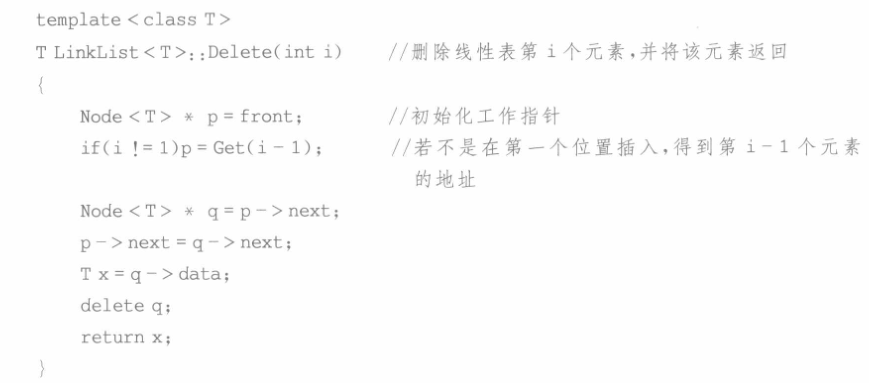 template <class T>
T LinkList <T>::Delete(int i) //删除线性表第 i 个元素,并将该元素返回
{
Node <T> * p = front; //初始化工作指针
if(i != 1)p = Get(i - 1); //若不是在第一个位置插入,得到第 i-1 个元素
的地址
Node <T> * q = p -> next;
p -> next = q -> next;
T x = q -> data;
delete q;
return x;
}